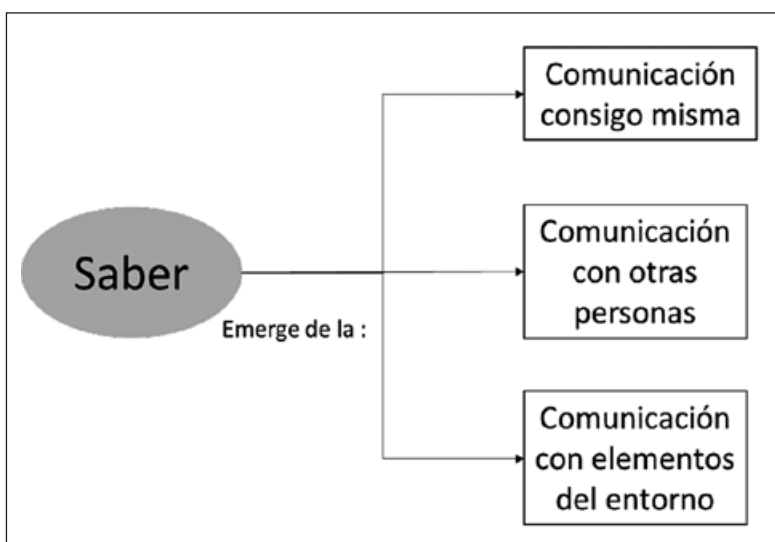 Comunicación
consigo misma
Saber
Emerge de la :
Comunicación
con otras
personas
Comunicación
con elementos
del entorno